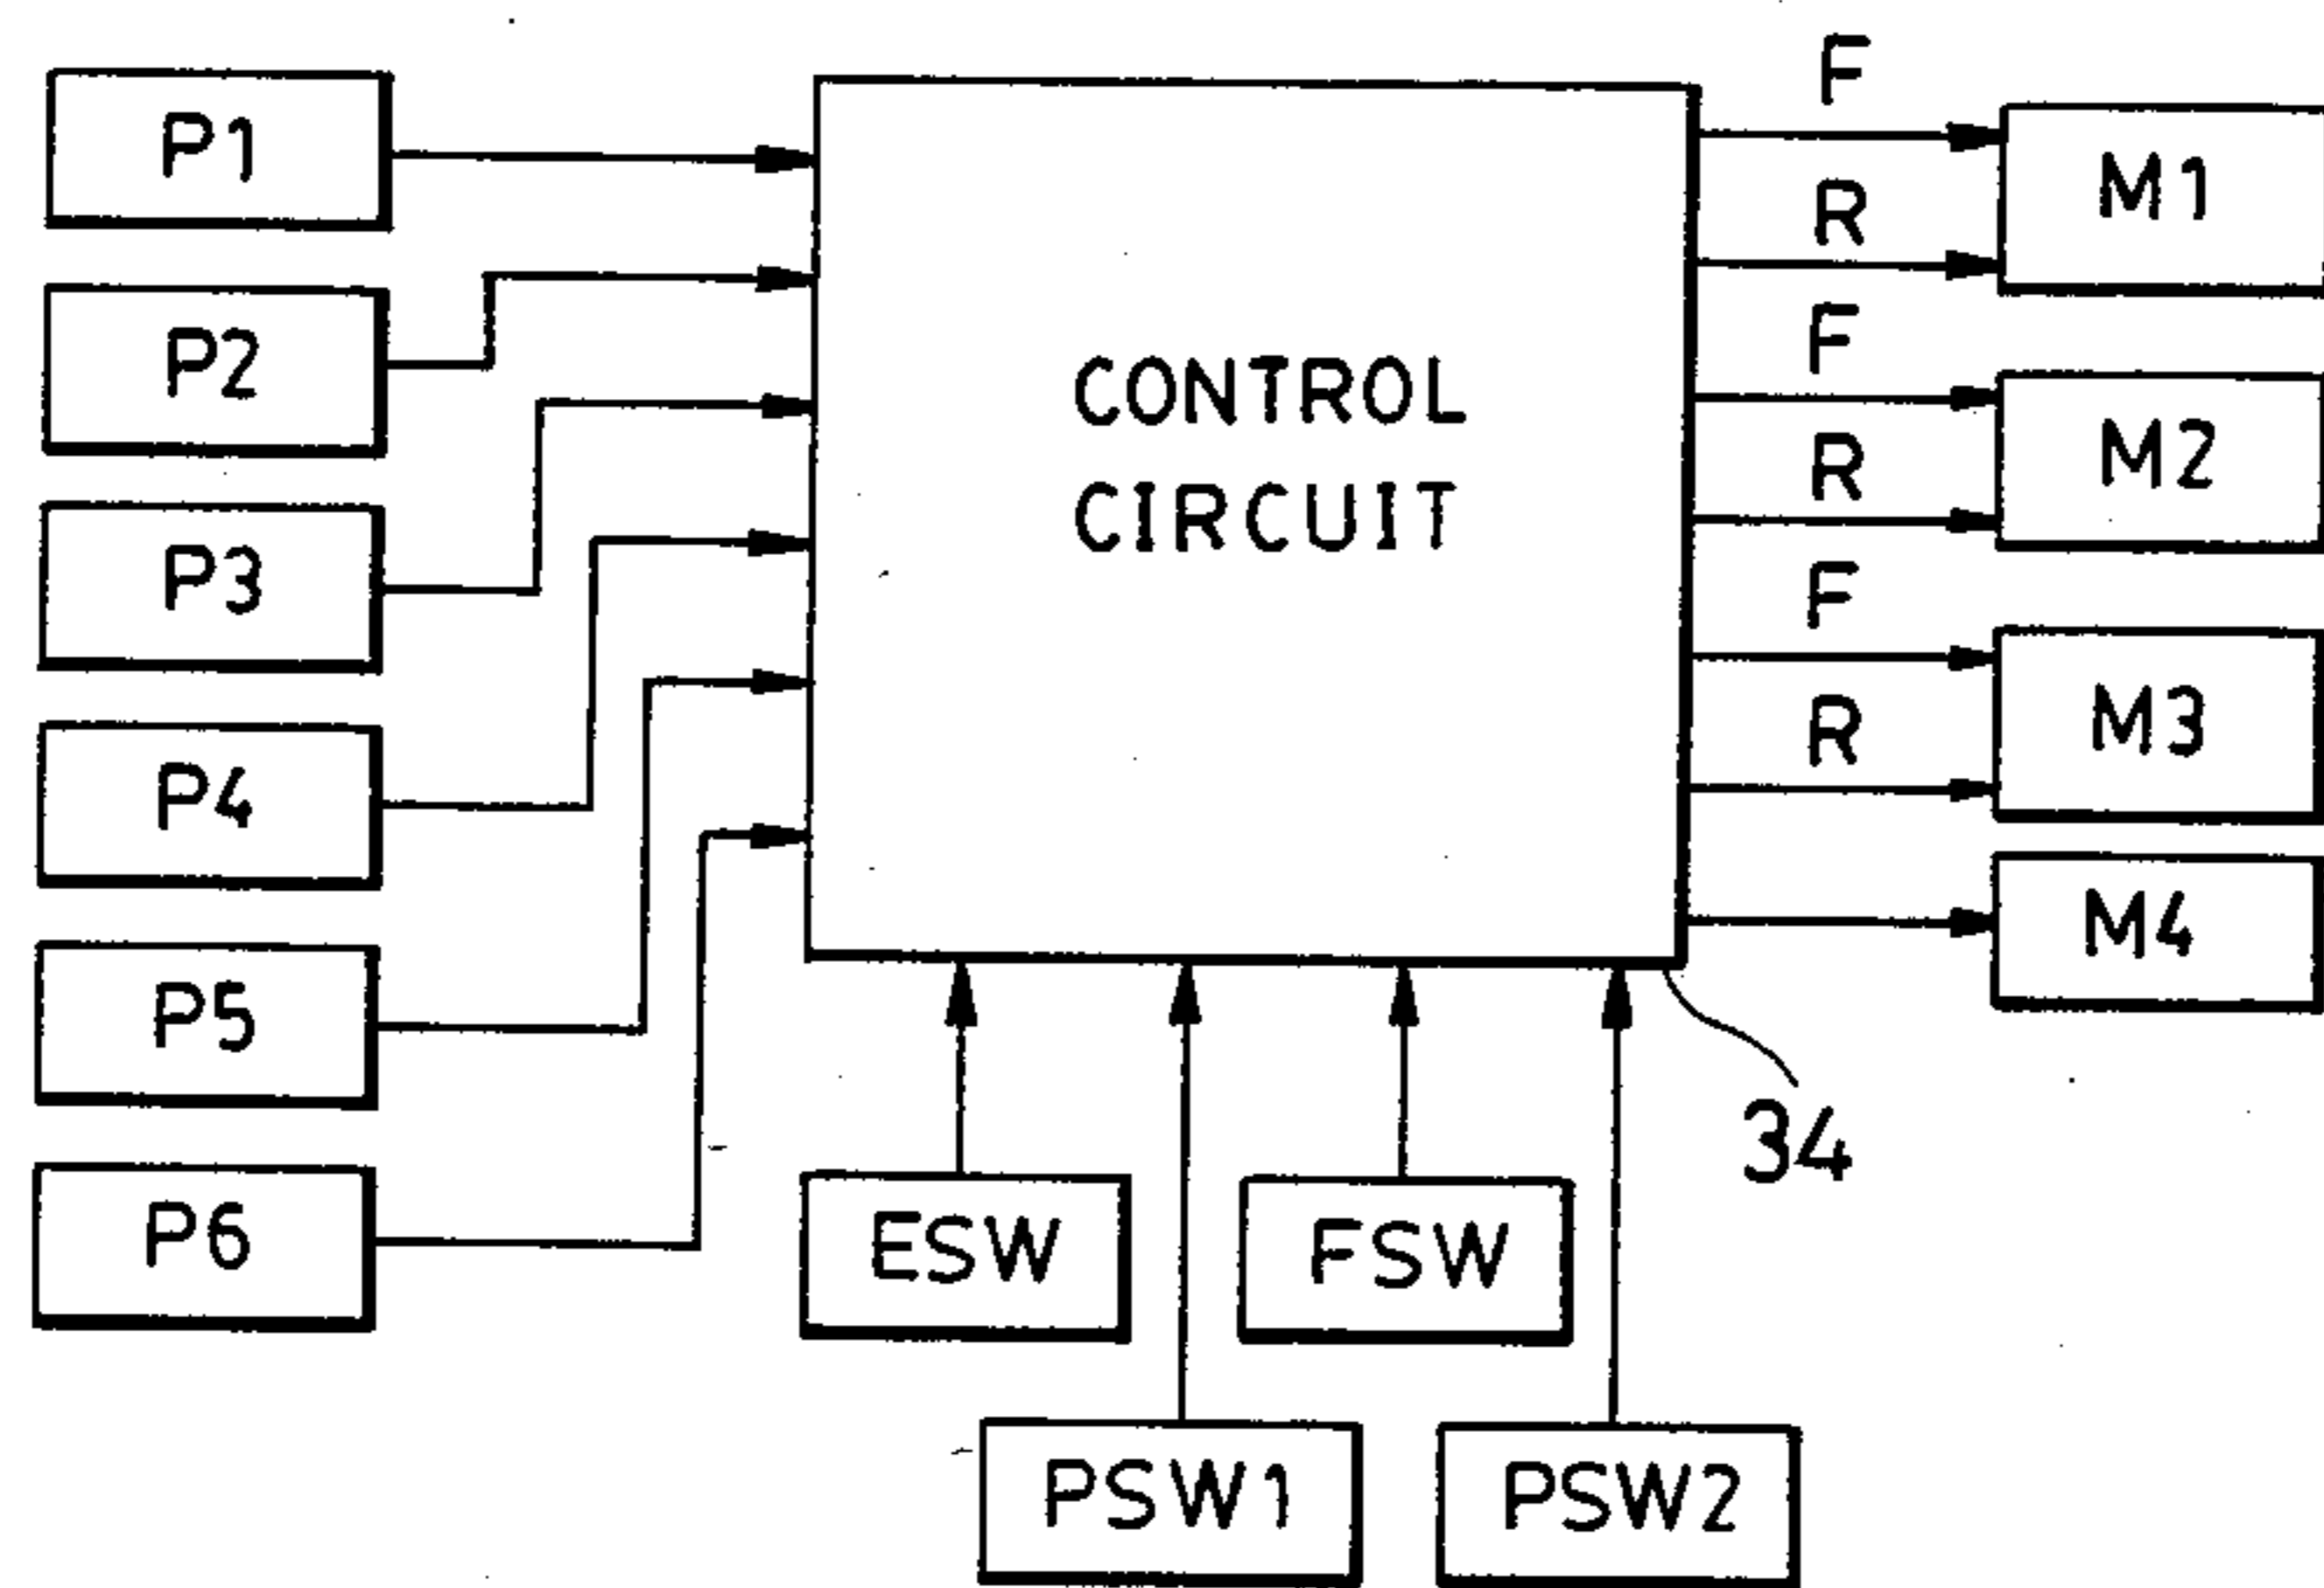 P1
P2
P3
P4
P5
P6
CONTROL
CIRCUIT
F
R
F
R
F
R
M1
M2
M3
M4
34
ESW
FSW
PSW1
PSW2